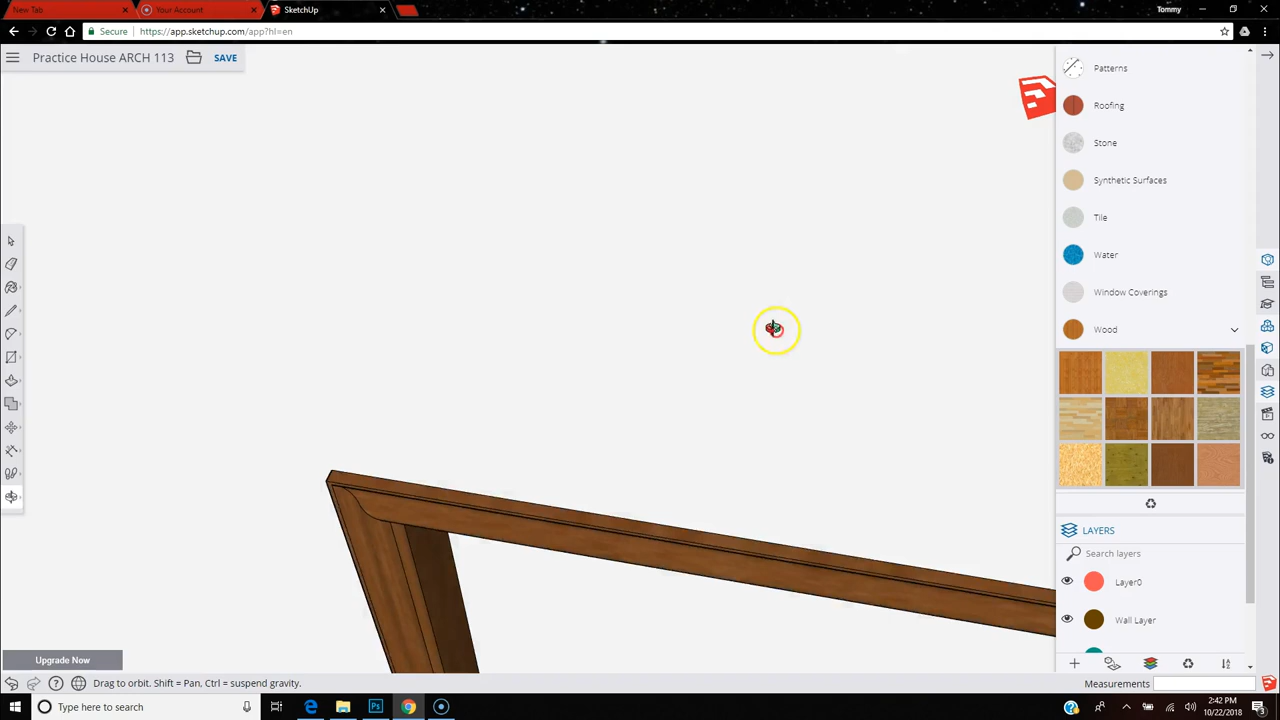 New Tab
Your Account
SketchUp
Tommy
Secure
https://app.sketchup.com/app?hl=en
Practice House ARCH 113
SAVE
Patterns
Roofing
Stone
Synthetic Surfaces
Tile
Water
Window Coverings
Wood
LAYERS
Search layers
Layer0
Wall Layer
Upgrade Now
Drag to orbit. Shift = Pan, Ctrl = suspend gravity.
Measurements
Type here to search
2:42 PM
10/22/2018